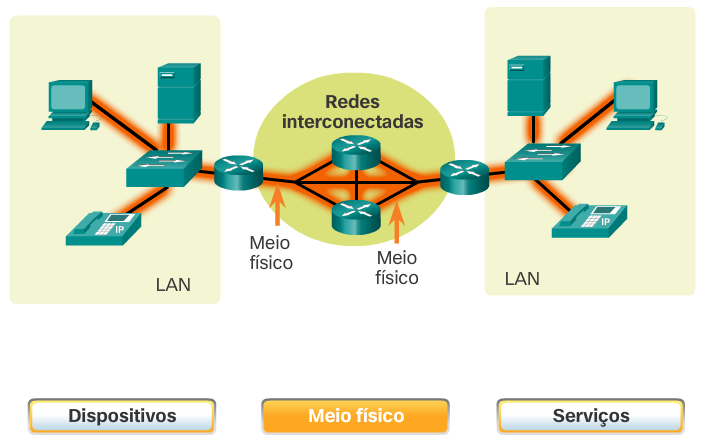 Redes
interconectadas
IP
IP
Meio
físico
Meio
físico
LAN
LAN
Dispositivos
Meio físico
Serviços